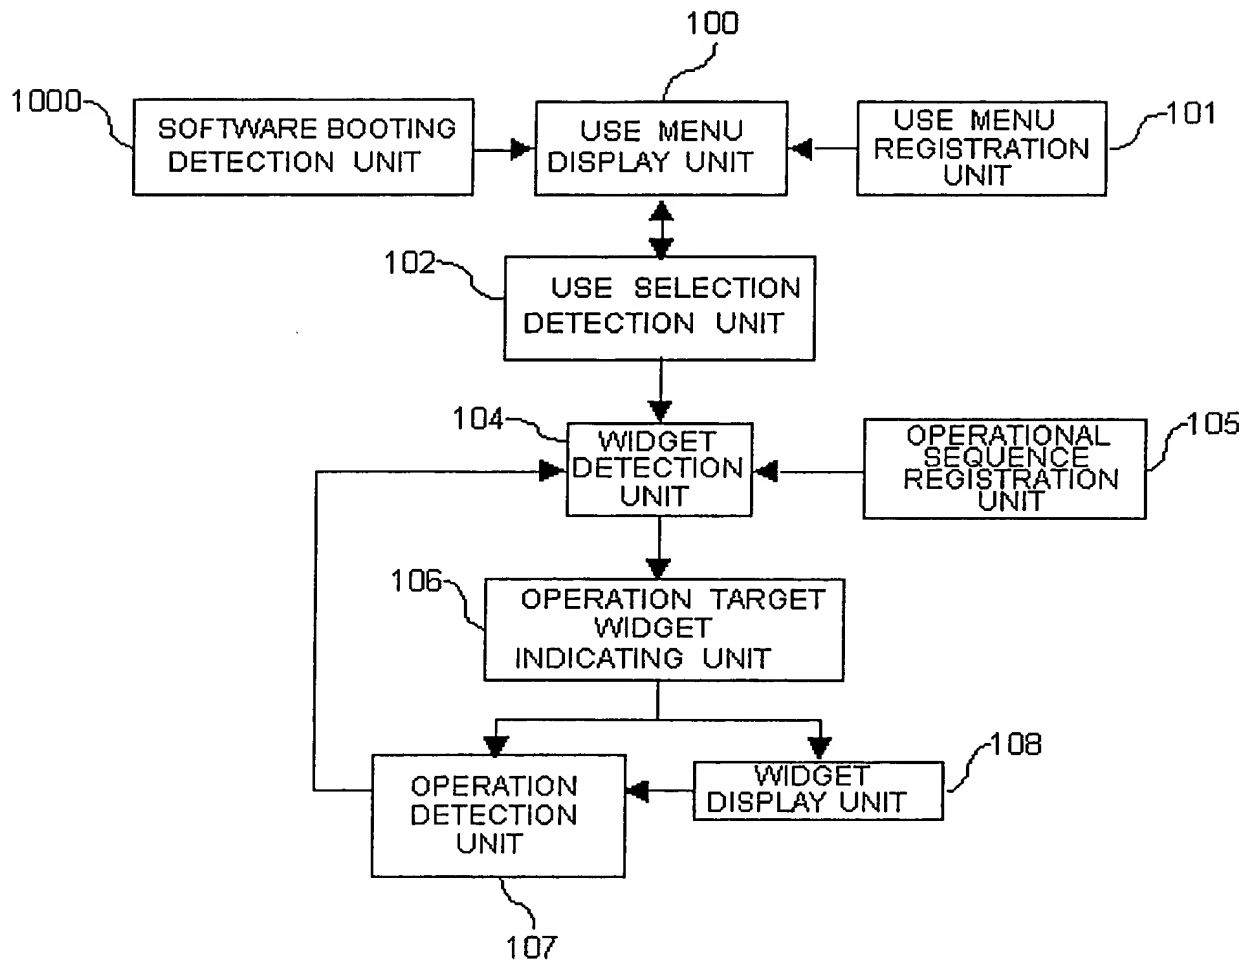 100
1000
SOFTWARE BOOTING
DETECTION UNIT
USE MENU
DISPLAY UNIT
USE MENU
REGISTRATION
UNIT
101
102
USE SELECTION
DETECTION UNIT
104
WIDGET
DETECTION
UNIT
OPERATIONAL
SEQUENCE
REGISTRATION
UNIT
105
106
OPERATION TARGET
WIDGET
INDICATING UNIT
OPERATION
DETECTION
UNIT
WIDGET
DISPLAY UNIT
108
107